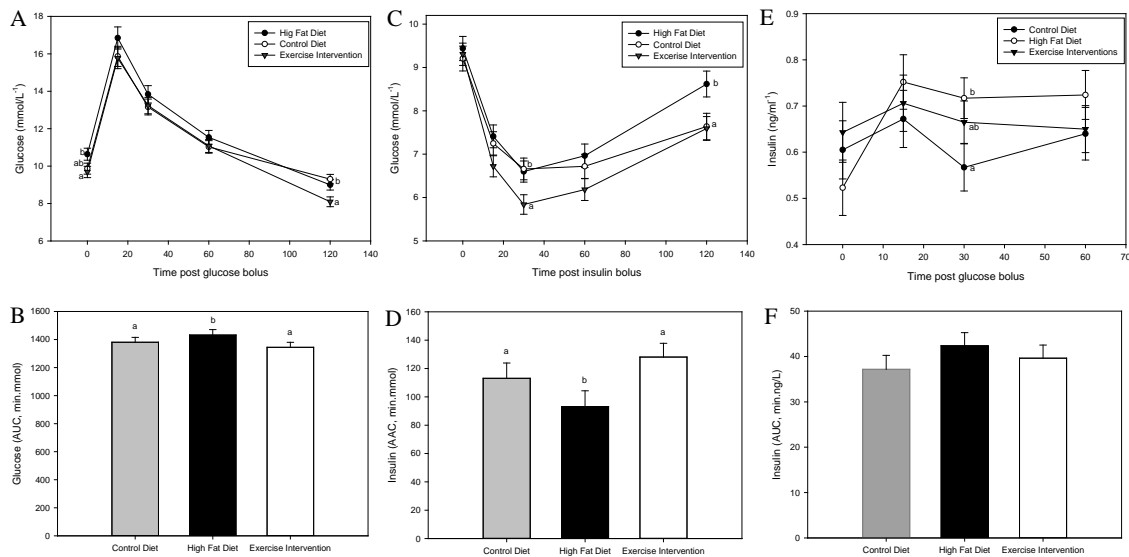 A
Glucose (mmol/L⁻¹)
18
16
14
12
10
8
6
Hig Fat Diet
Control Diet
Exercise Intervention
b
ab
a
b
a
0 20 40 60 80 100 120 140
Time post glucose bolus
C
Glucose (mmol/L⁻¹)
10
9
8
7
6
5
High Fat Diet
Control Diet
Excerise Intervention
b
a
b
a
0 20 40 60 80 100 120 140
Time post insulin bolus
E
Insulin (ng/ml⁻¹)
0.9
0.8
0.7
0.6
0.5
0.4
Control Diet
High Fat Diet
Exercise Interventions
b
ab
a
0 10 20 30 40 50 60 70
Time post glucose bolus
B
Glucose (AUC, min.mmol)
1600
1400
1200
1000
800
600
400
200
0
a b a
Control Diet High Fat Diet Exercise Intervention
D
Insulin (AAC, min.mmol)
160
140
120
100
80
60
40
20
0
a b a
Control Diet High Fat Diet Exercise Intervention
F
Insulin (AUC, min.ng/L)
50
40
30
20
10
0
Control Diet High Fat Diet Exercise Intervention